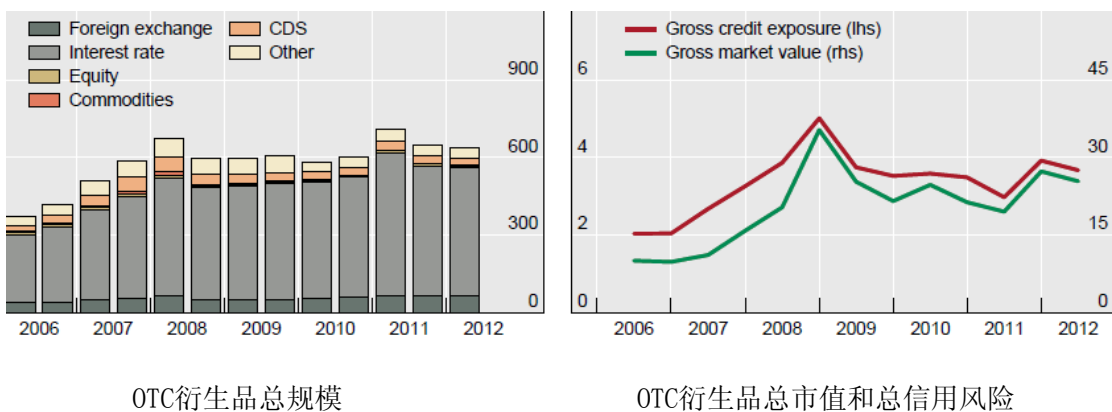 Foreign exchange
CDS
Interest rate
Other
Equity
Commodities
900
600
300
0
2006 2007 2008 2009 2010 2011 2012
OTC衍生品总规模
Gross credit exposure (lhs)
Gross market value (rhs)
6 45
4 30
2 15
0 0
2006 2007 2008 2009 2010 2011 2012
OTC衍生品总市值和总信用风险